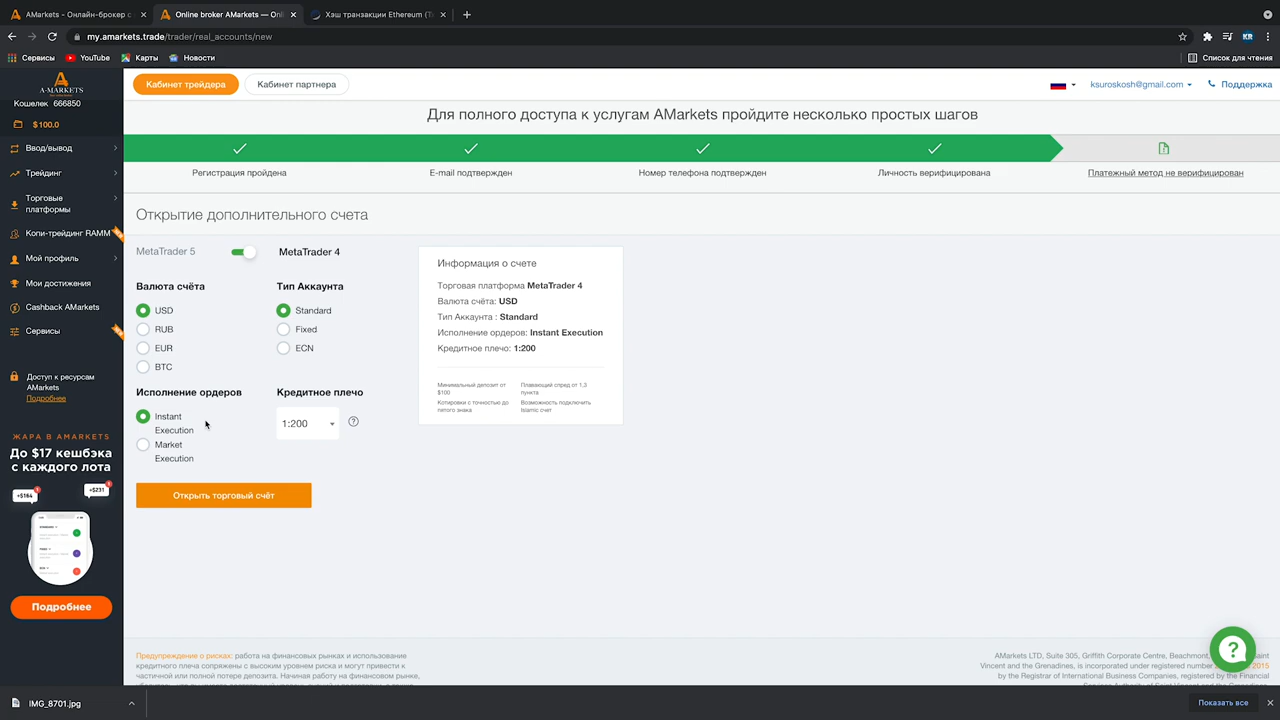 AMarkets - Онлайн-брокер с
Online broker AMarkets — Onli
Хэш транзакции Ethereum (Tx
my.amarkets.trade/trader/real_accounts/new
KR
Сервисы
YouTube
Карты
Новости
Список для чтения
A-MARKETS
Кошелек 666850
$100.0
Ввод/вывод
Трейдинг
Торговые
платформы
Копи-трейдинг RAMM
Мой профиль
Мои достижения
Cashback AMarkets
Сервисы
Доступ к ресурсам
AMarkets
Подробнее
ЖАРА В AMARKETS
До $17 кешбэка
с каждого лота
+$184
+$231
Подробнее
Кабинет трейдера
Кабинет партнера
ksuroskosh@gmail.com
Поддержка
Для полного доступа к услугам AMarkets пройдите несколько простых шагов
Регистрация пройдена
E-mail подтвержден
Номер телефона подтвержден
Личность верифицирована
Платежный метод не верифицирован
Открытие дополнительного счета
MetaTrader 5
MetaTrader 4
Валюта счёта
USD
RUB
EUR
BTC
Тип Аккаунта
Standard
Fixed
ECN
Исполнение ордеров
Instant
Execution
Market
Execution
Кредитное плечо
1:200
Открыть торговый счёт
Информация о счете
Торговая платформа MetaTrader 4
Валюта счёта: USD
Тип Аккаунта : Standard
Исполнение ордеров: Instant Execution
Кредитное плечо: 1:200
Минимальный депозит от
$100
Плавающий спред от 1,3
пункта
Котировки с точностью до
пятого знака
Возможность подключить
Islamic счет
Предупреждение о рисках: работа на финансовых рынках и использование
кредитного плеча сопряжены с высоким уровнем риска и могут привести к
частичной или полной потере депозита. Начиная работу на финансовом рынке,
AMarkets LTD, Suite 305, Griffith Corporate Centre, Beachmont, aint
Vincent and the Grenadines, is incorporated under registered number 2015
by the Registrar of International Business Companies, registered by the Financial
IMG_8701.jpg
Показать все